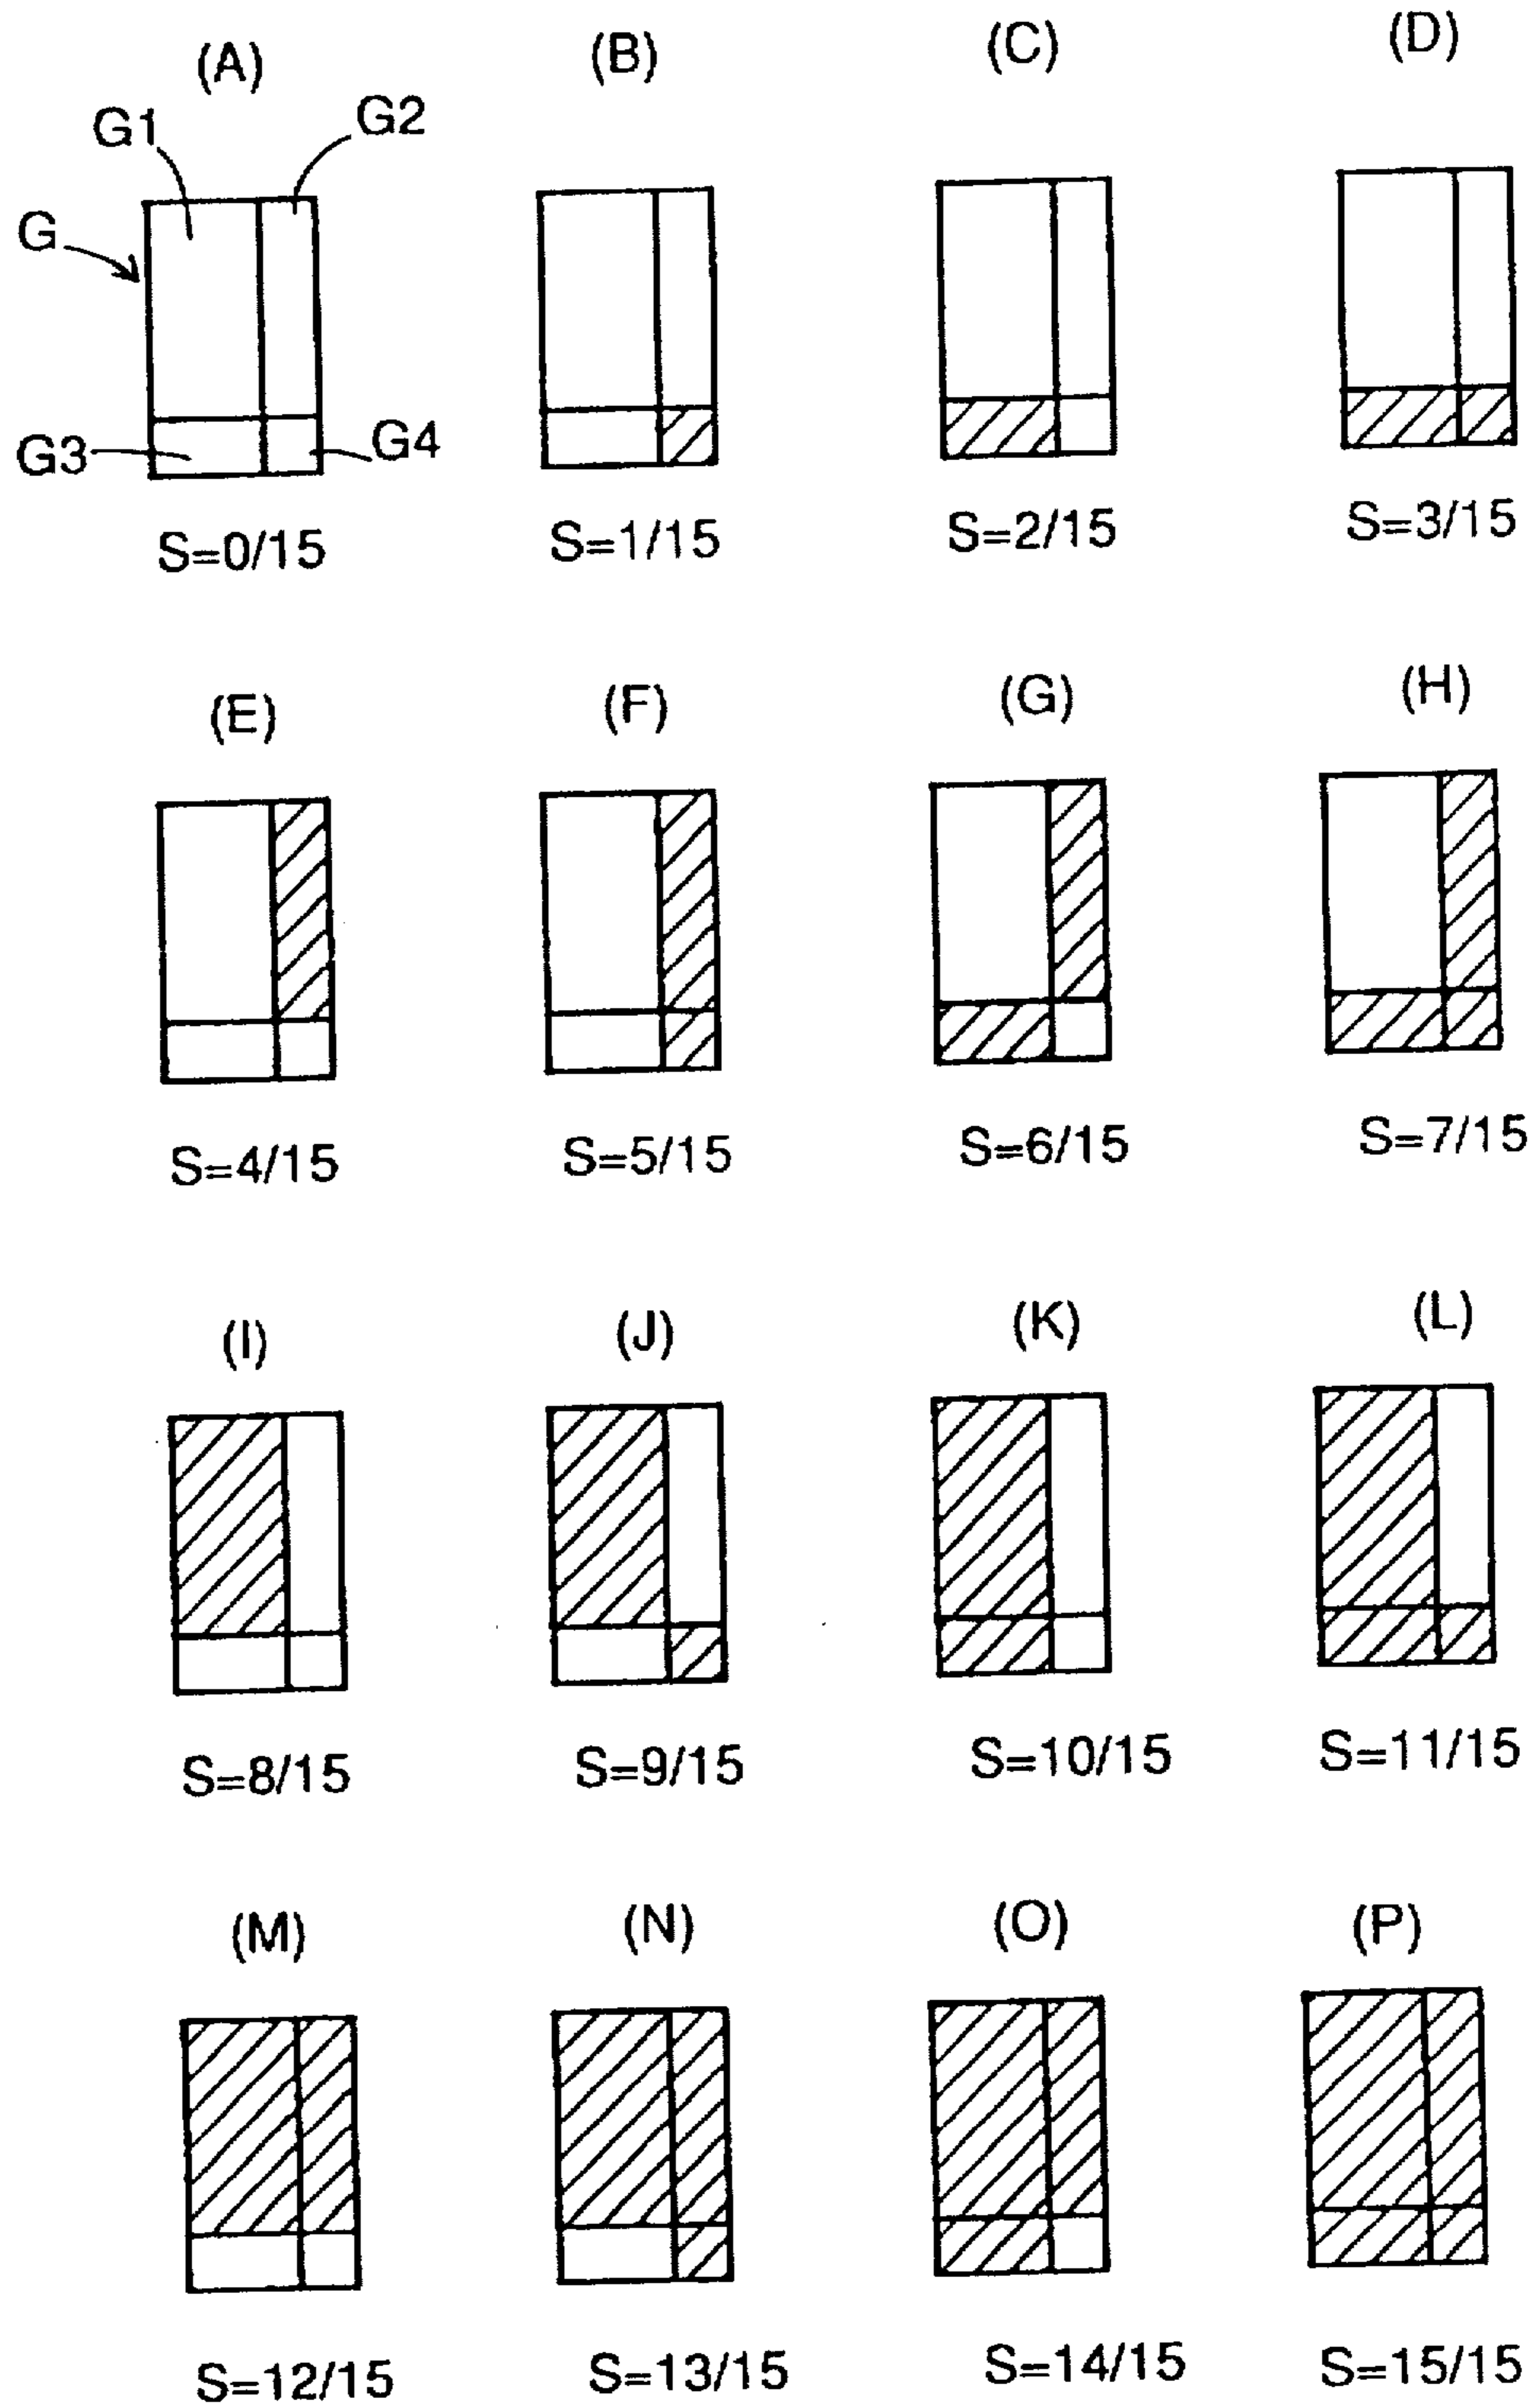 (A) (B) (C) (D)
G1 G2
G
G3 G4
S=0/15 S=1/15 S=2/15 S=3/15
(E) (F) (G) (H)
S=4/15 S=5/15 S=6/15 S=7/15
(I) (J) (K) (L)
S=8/15 S=9/15 S=10/15 S=11/15
(M) (N) (O) (P)
S=12/15 S=13/15 S=14/15 S=15/15